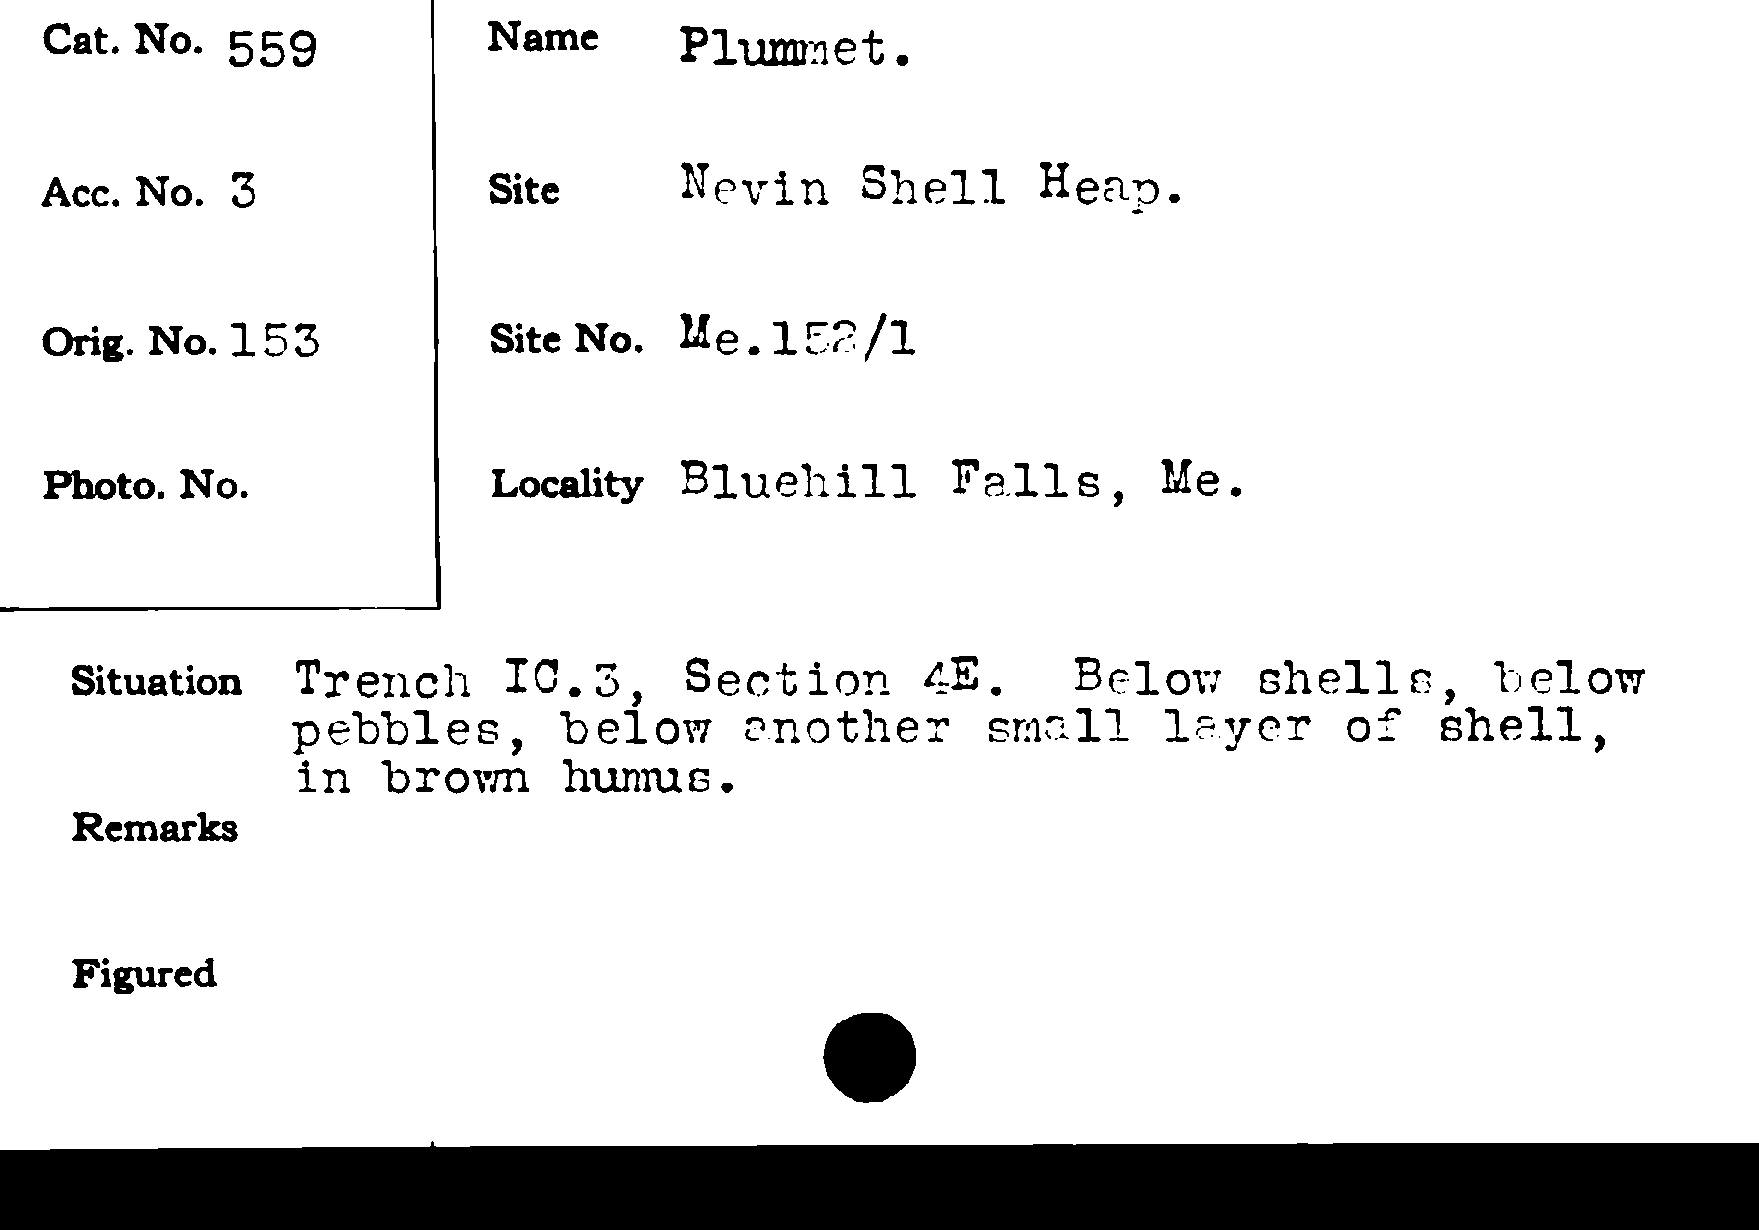 Cat. No. 559
Name Plummet.
Acc. No. 3
Site Nevin Shell Heap.
Orig. No. 153
Site No. Me.152/1
Photo. No.
Locality Bluehill Falls, Me.
Situation Trench IC.3, Section 4E. Below shells, below
pebbles, below another small layer of shell,
in brown humus.
Remarks
Figured